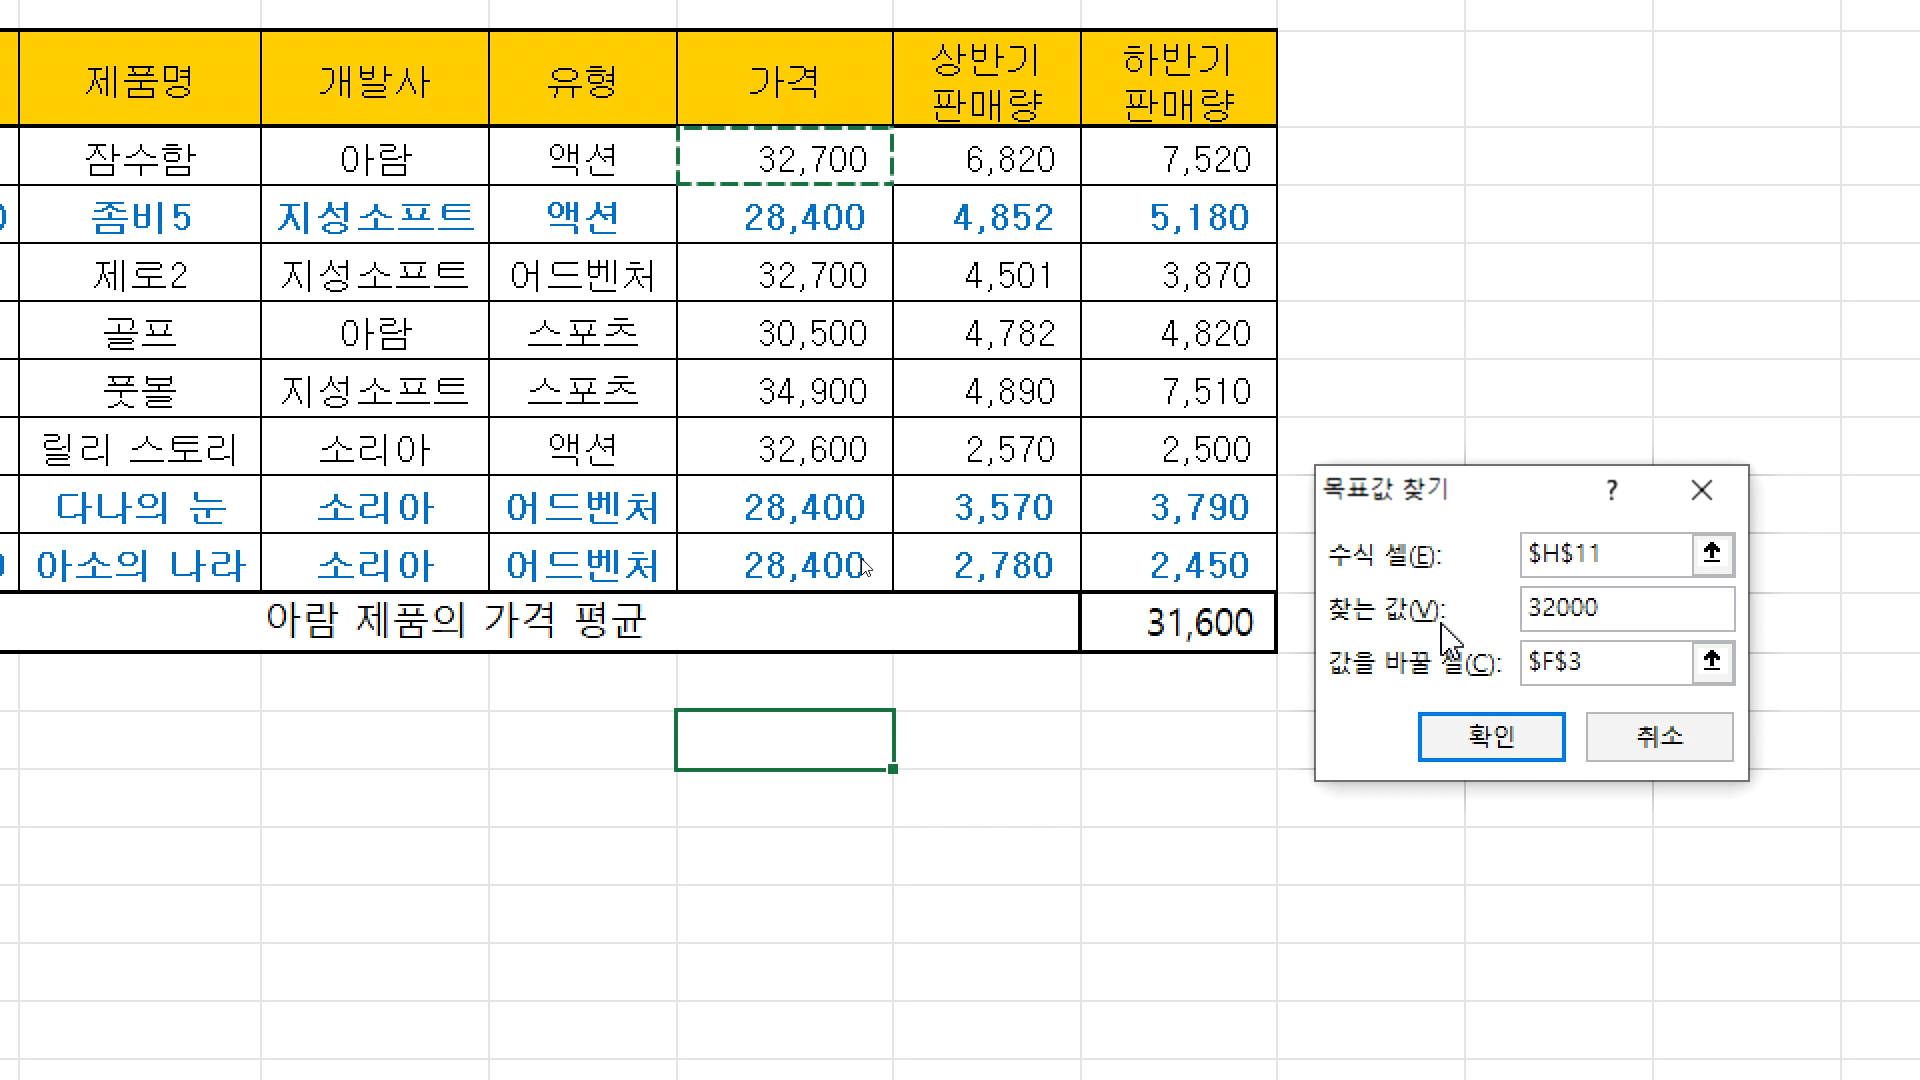 제품명 개발사 유형 가격 상반기 판매량 하반기 판매량
잠수함 아람 액션 32,700 6,820 7,520
좀비5 지성소프트 액션 28,400 4,852 5,180
제로2 지성소프트 어드벤처 32,700 4,501 3,870
골프 아람 스포츠 30,500 4,782 4,820
풋볼 지성소프트 스포츠 34,900 4,890 7,510
릴리 스토리 소리아 액션 32,600 2,570 2,500
다나의 눈 소리아 어드벤처 28,400 3,570 3,790
아소의 나라 소리아 어드벤처 28,400 2,780 2,450
아람 제품의 가격 평균 31,600
목표값 찾기 ?
수식 셀(E): $H$11
찾는 값(V): 32000
값을 바꿀 셀(C): $F$3
확인 취소